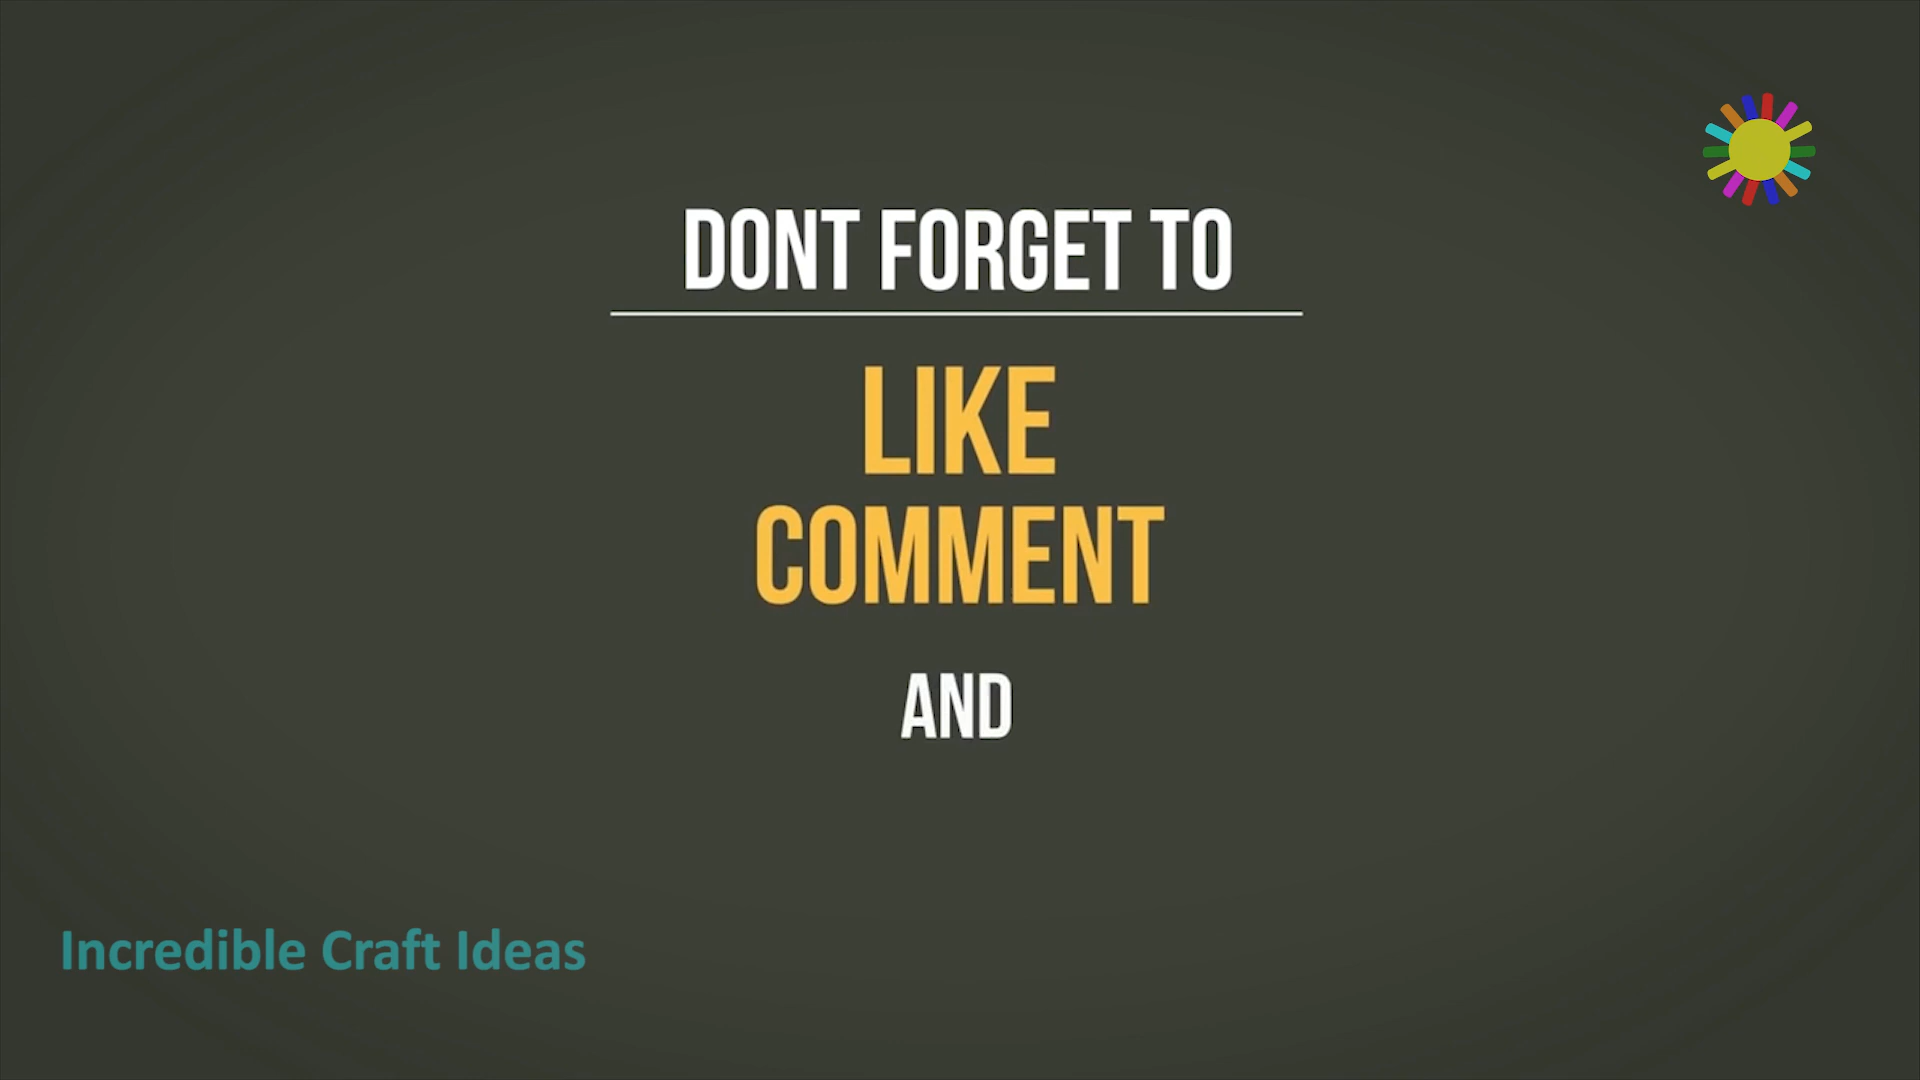 DONT FORGET TO
LIKE
COMMENT
AND
Incredible Craft Ideas